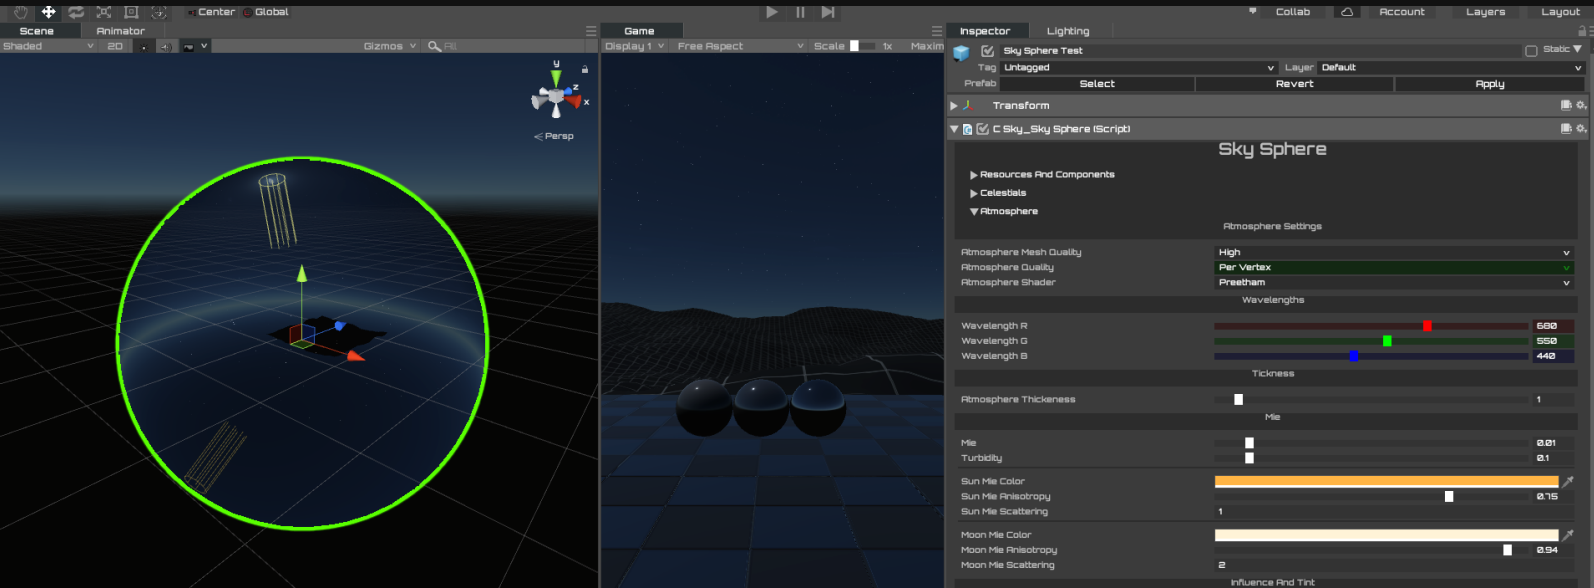 Center Global Collab Account Layers Layout
Scene Animator
Shaded 2D Gizmos All
y
z
x
Persp
Game
Display 1 Free Aspect Scale 1x Maxim
Inspector Lighting
Sky Sphere Test Static
Tag Untagged Layer Default
Prefab Select Revert Apply
Transform
C Sky_Sky Sphere (Script)
Sky Sphere
Resources And Components
Celestials
Atmosphere
Atmosphere Settings
Atmosphere Mesh Quality High
Atmosphere Quality Per Vertex
Atmosphere Shader Preetham
Wavelengths
Wavelength R 680
Wavelength G 550
Wavelength B 440
Tickness
Atmosphere Thickeness 1
Mie
Mie 0.01
Turbidity 0.1
Sun Mie Color
Sun Mie Anisotropy 0.75
Sun Mie Scattering 1
Moon Mie Color
Moon Mie Anisotropy 0.94
Moon Mie Scattering 2
Influence And Tint